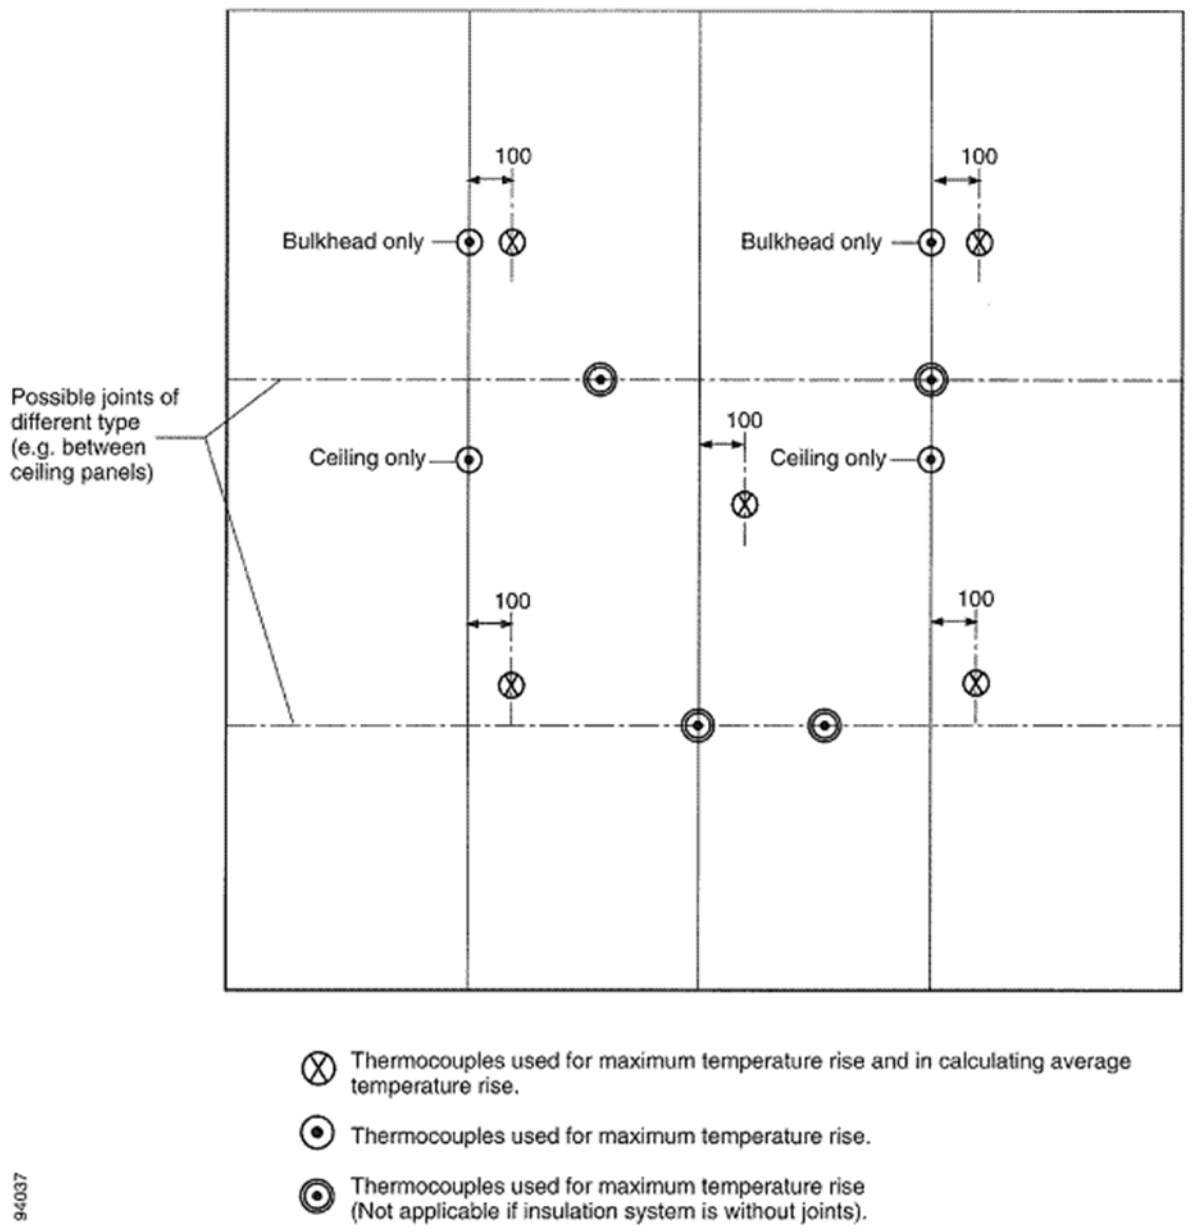 100
100
Bulkhead only
Bulkhead only
Possible joints of
different type
(e.g. between
ceiling panels)
100
Ceiling only
Ceiling only
100
100
Thermocouples used for maximum temperature rise and in calculating average
temperature rise.
Thermocouples used for maximum temperature rise.
Thermocouples used for maximum temperature rise
(Not applicable if insulation system is without joints).
94037